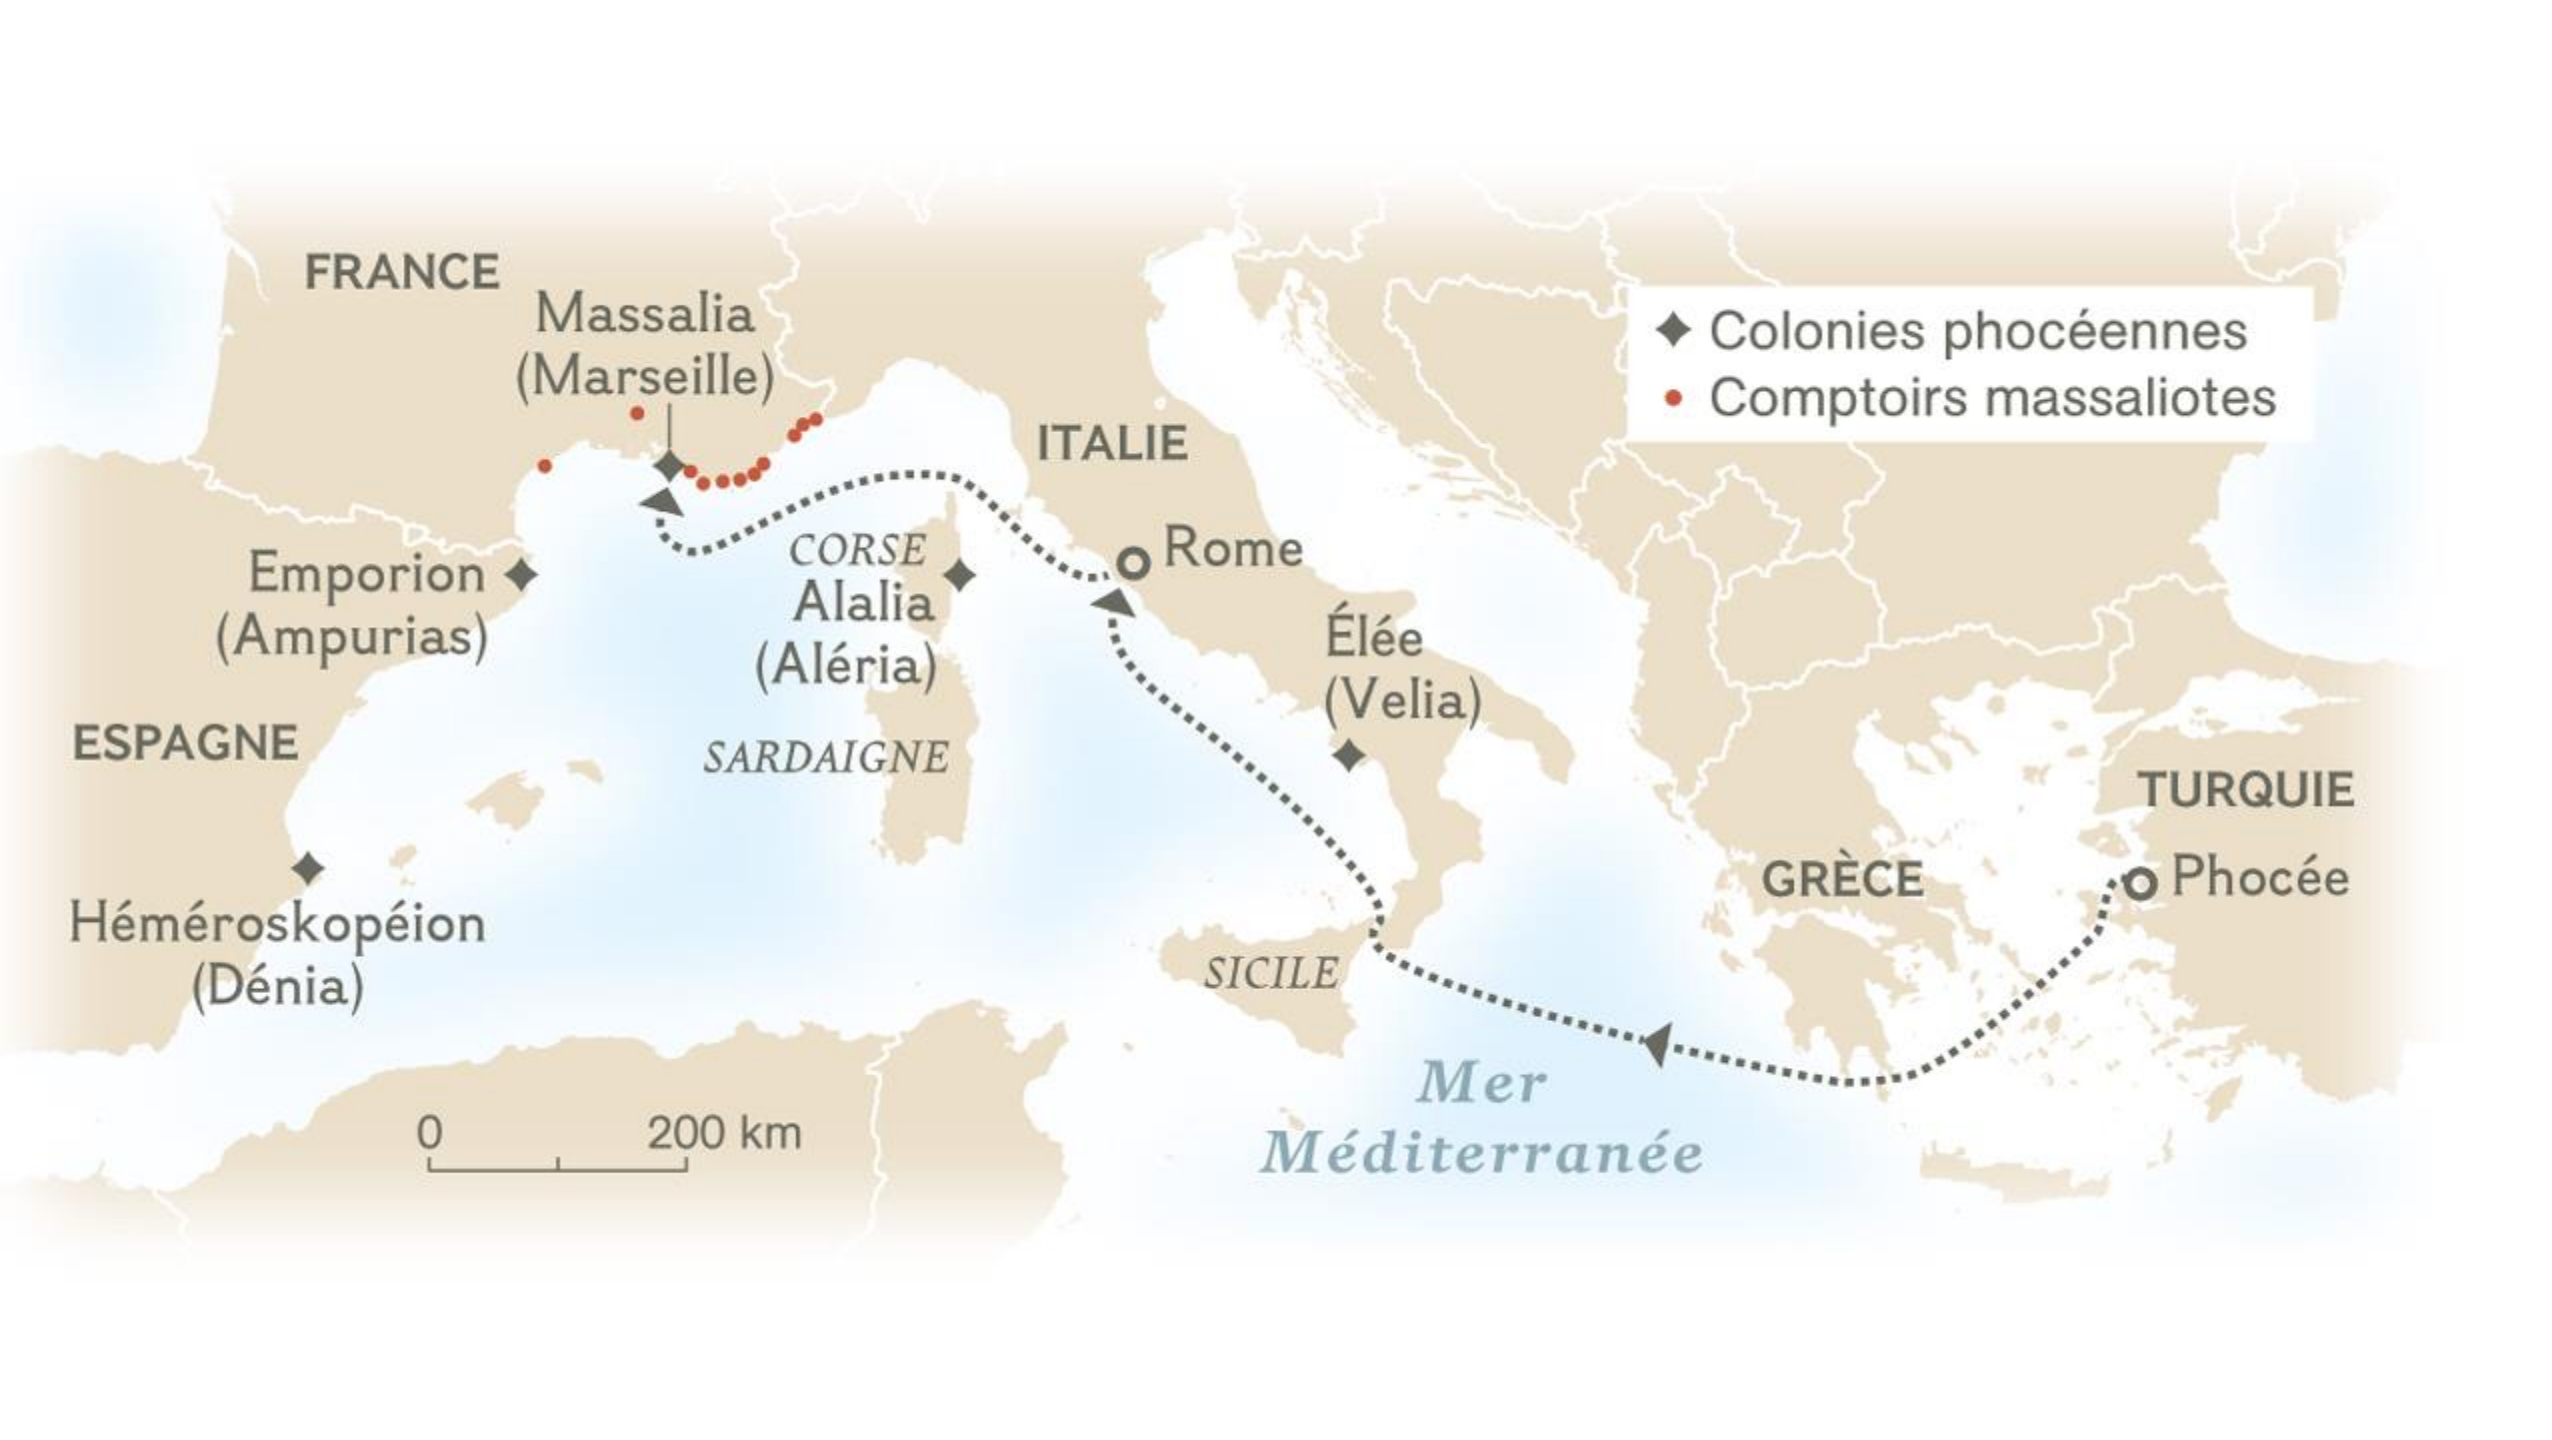 FRANCE
Massalia
(Marseille)
Colonies phocéennes
Comptoirs massaliotes
ITALIE
Rome
Emporion
(Ampurias)
CORSE
Alalia
(Aléria)
Élée
(Velia)
ESPAGNE
SARDAIGNE
TURQUIE
GRÈCE
Phocée
Héméroskopéion
(Dénia)
SICILE
Mer
Méditerranée
0 200 km